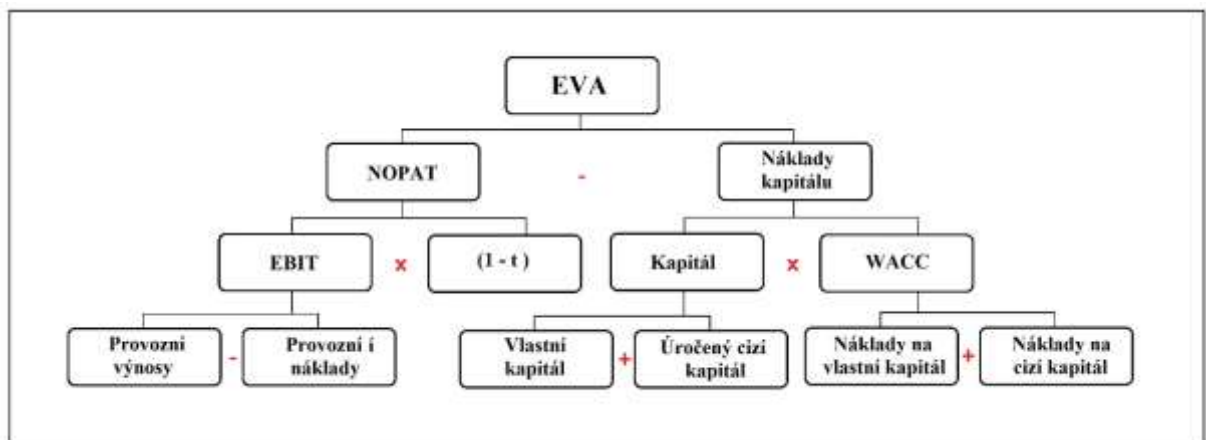 EVA
NOPAT
-
Náklady
kapitálu
EBIT
x
(1 - t )
Kapitál
x
WACC
Provozní
výnosy
-
Provozní í
náklady
Vlastní
kapitál
+
Úročený cizí
kapitál
Náklady na
vlastní kapitál
+
Náklady na
cizí kapitál